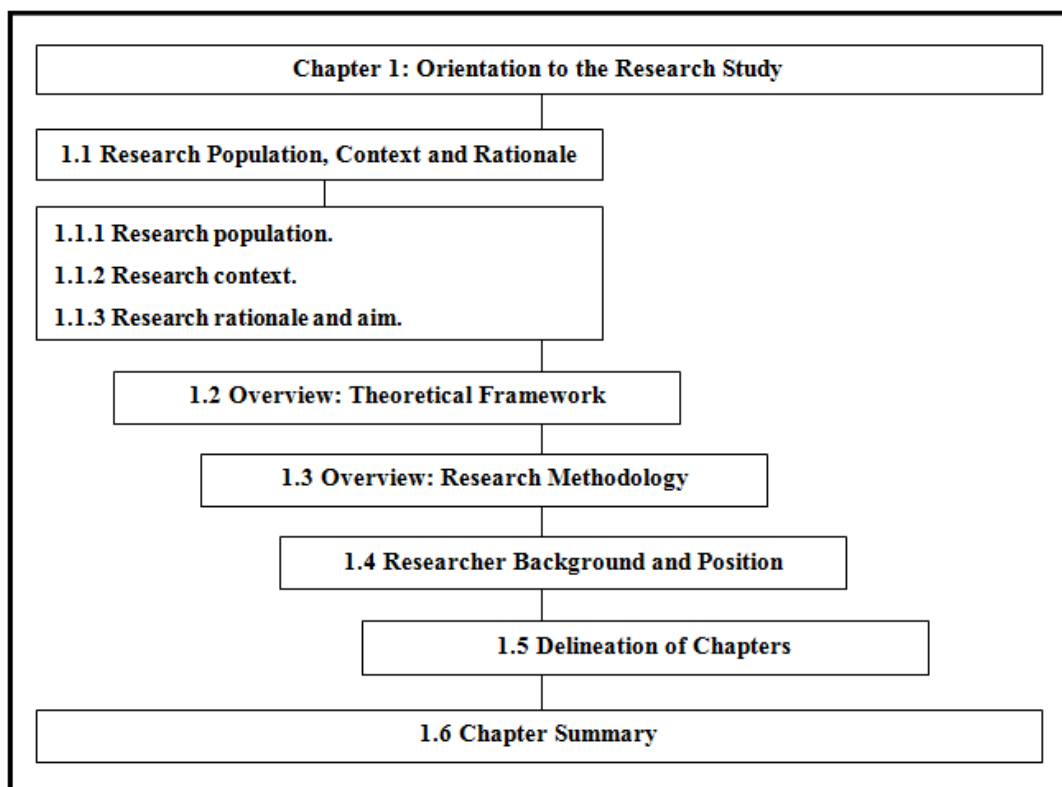 Chapter 1: Orientation to the Research Study
1.1 Research Population, Context and Rationale
1.1.1 Research population.
1.1.2 Research context.
1.1.3 Research rationale and aim.
1.2 Overview: Theoretical Framework
1.3 Overview: Research Methodology
1.4 Researcher Background and Position
1.5 Delineation of Chapters
1.6 Chapter Summary